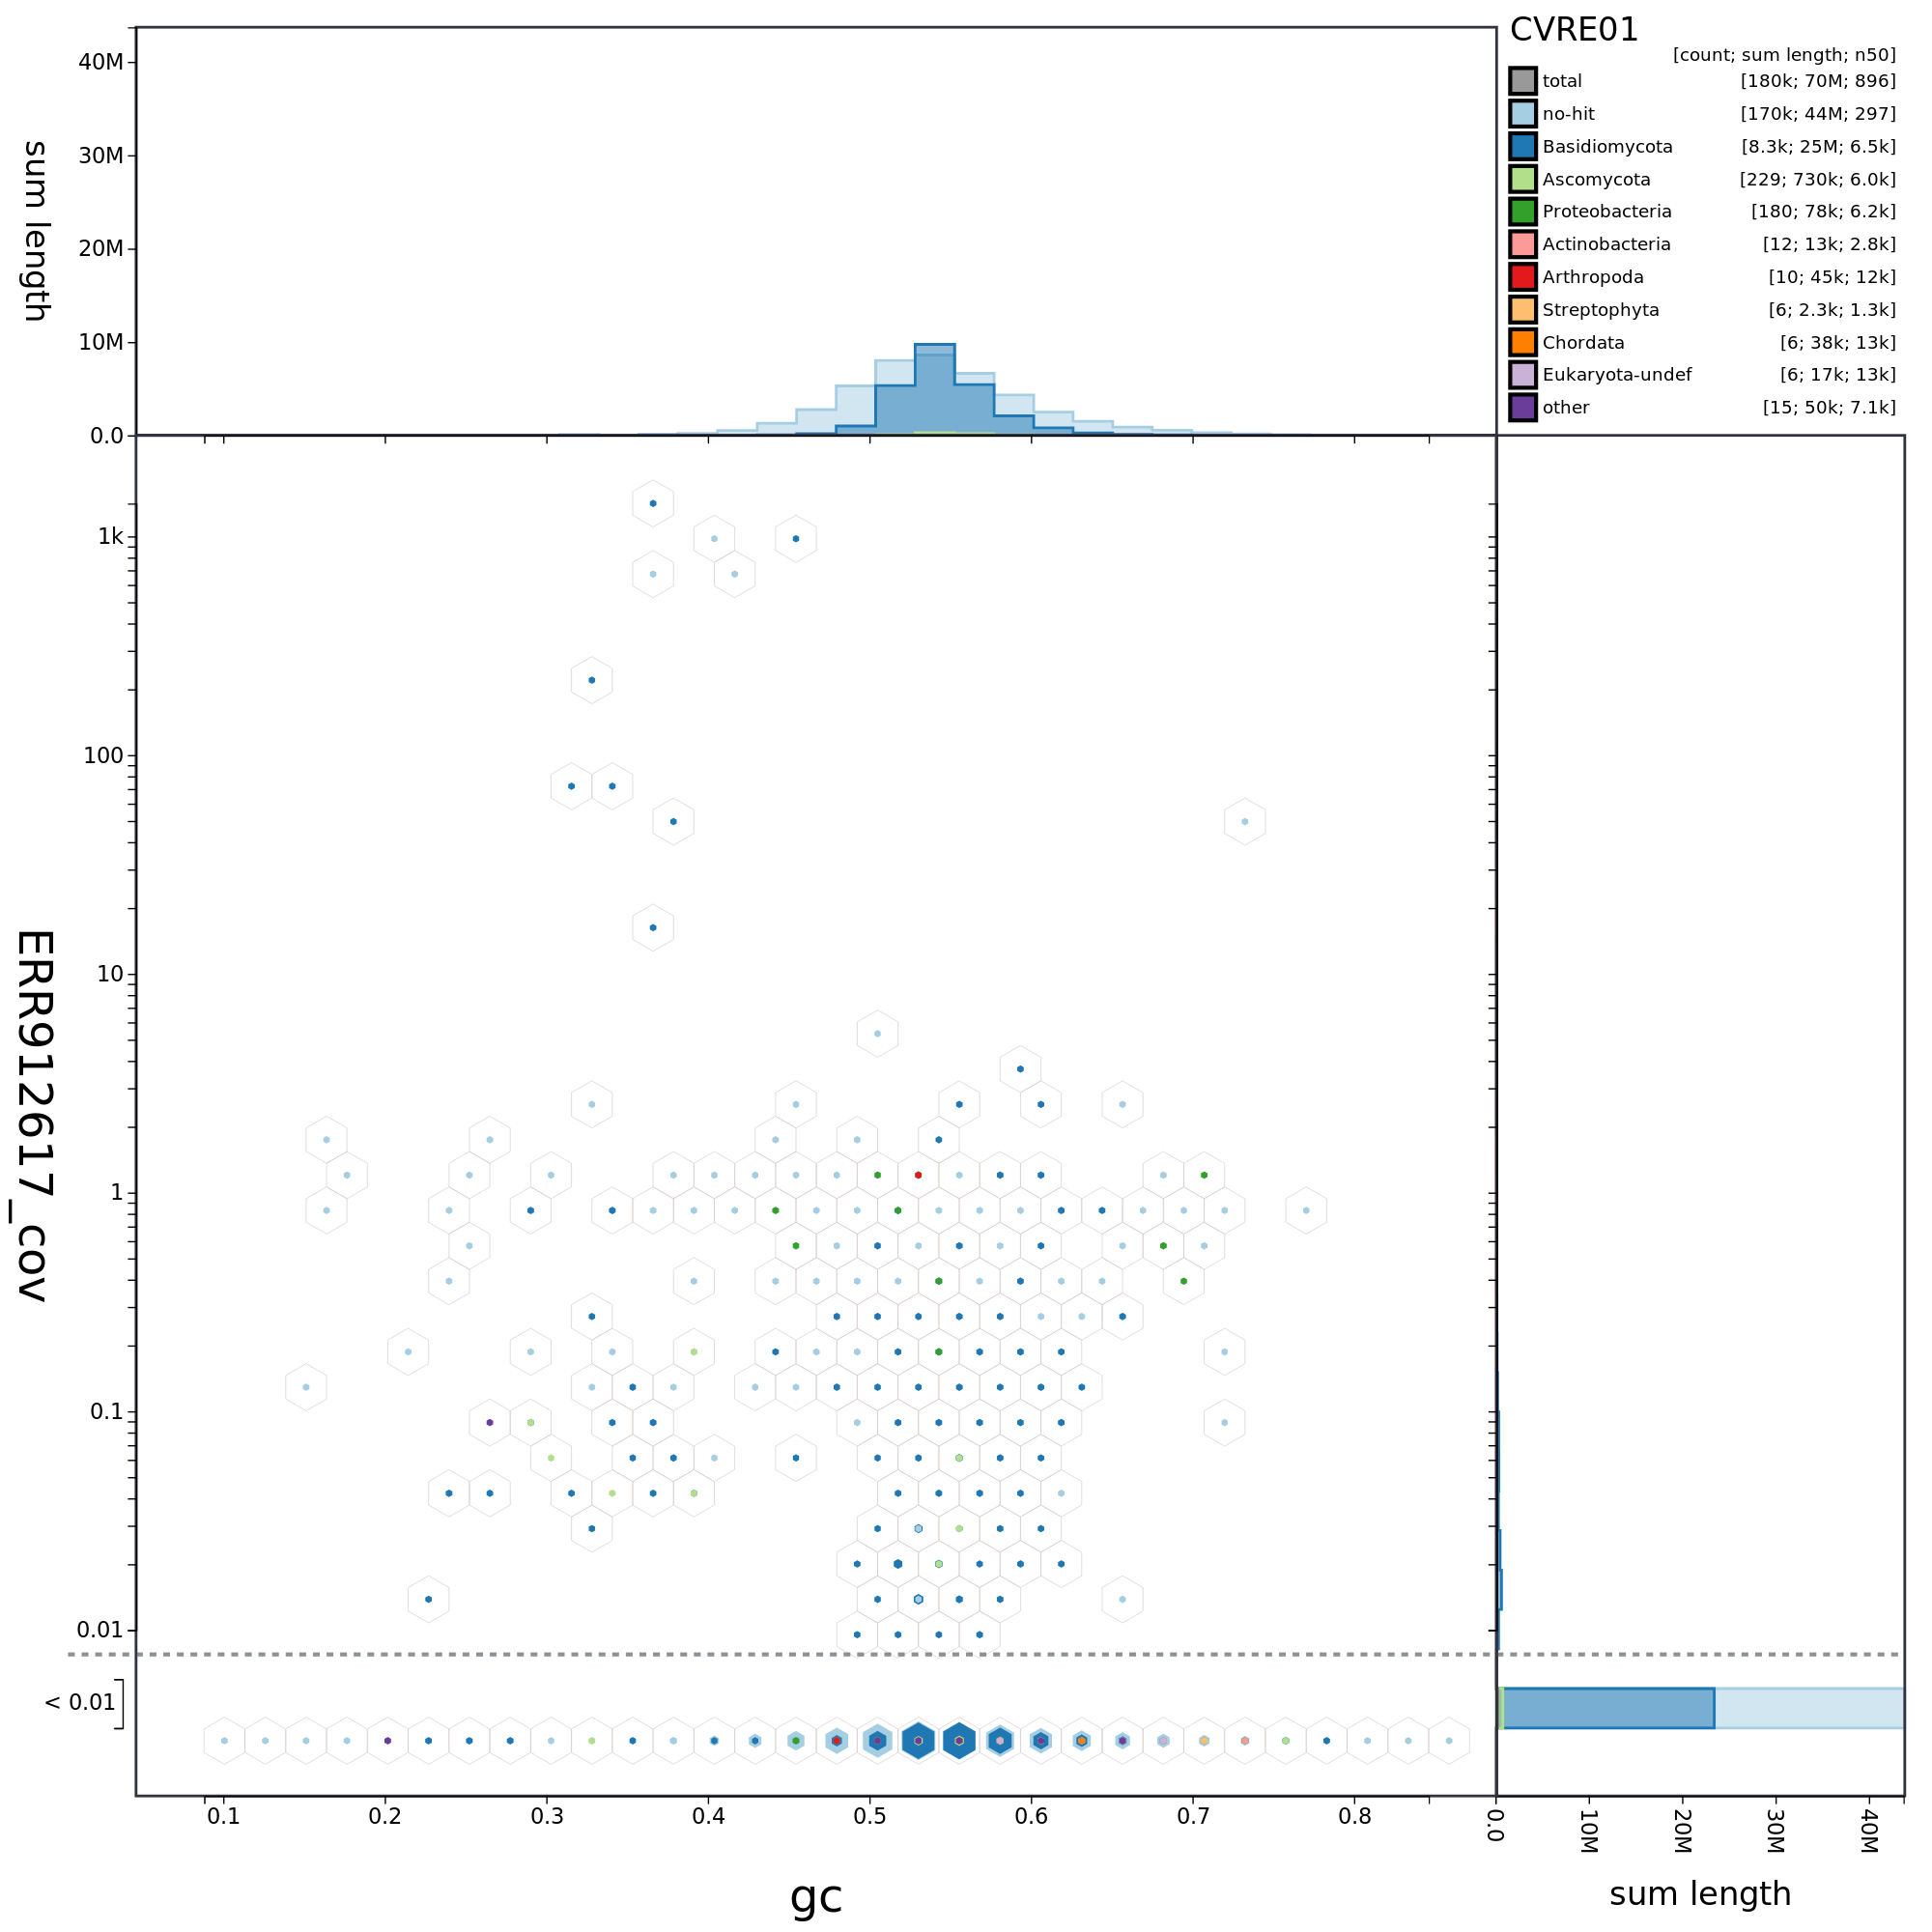 CVRE01
[count; sum length; n50]
total [180k; 70M; 896]
no-hit [170k; 44M; 297]
Basidiomycota [8.3k; 25M; 6.5k]
Ascomycota [229; 730k; 6.0k]
Proteobacteria [180; 78k; 6.2k]
Actinobacteria [12; 13k; 2.8k]
Arthropoda [10; 45k; 12k]
Streptophyta [6; 2.3k; 1.3k]
Chordata [6; 38k; 13k]
Eukaryota-undef [6; 17k; 13k]
other [15; 50k; 7.1k]
sum length
40M
30M
20M
10M
0.0
ERR912617_cov
1k
100
10
1
0.1
0.01
< 0.01
0.1 0.2 0.3 0.4 0.5 0.6 0.7 0.8
gc
0.0 10M 20M 30M 40M
sum length